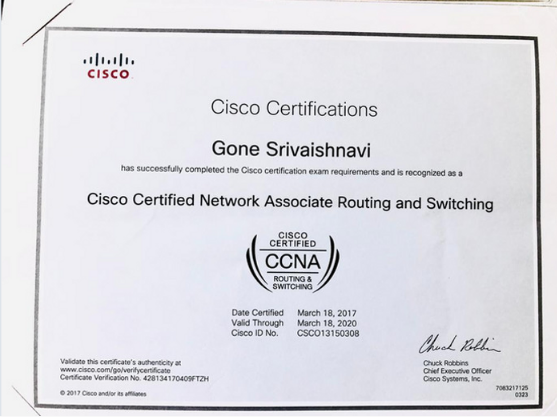 CISCO
Cisco Certifications
Gone Srivaishnavi
has successfully completed the Cisco certification exam requirements and is recognized as a
Cisco Certified Network Associate Routing and Switching
CISCO
CERTIFIED
CCNA
ROUTING &
SWITCHING
Date Certified March 18, 2017
Valid Through March 18, 2020
Cisco ID No. CSCO13150308
Chuck Robbins
Validate this certificate's authenticity at
www.cisco.com/go/verifycertificate
Certificate Verification No. 428134170409FTZH
© 2017 Cisco and/or its affiliates
Chuck Robbins
Chief Executive Officer
Cisco Systems, Inc.
7083217125
0323